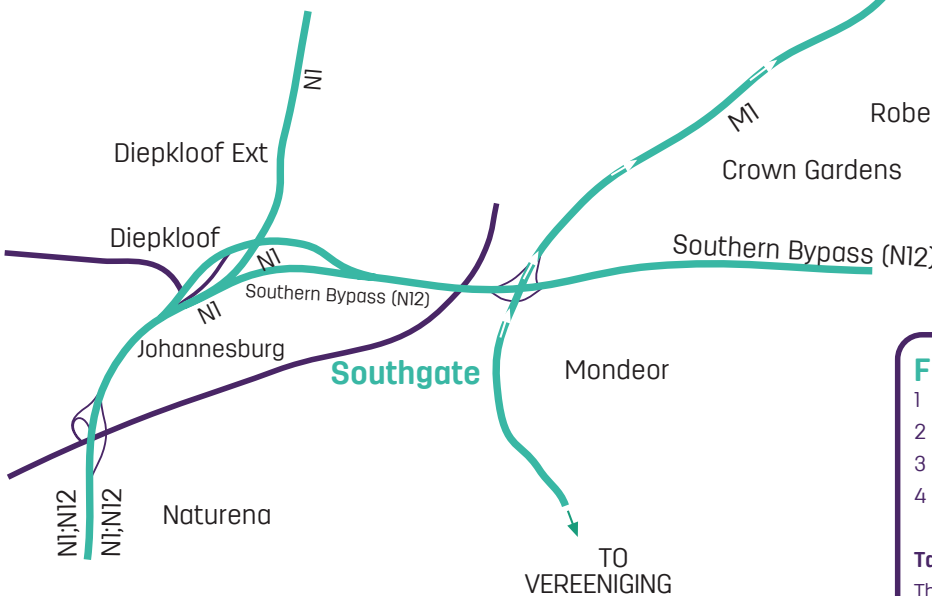 N1
M1
Robe
Diepkloof Ext
Crown Gardens
Diepkloof
Southern Bypass (N12)
N1
Southern Bypass (N12)
N1
Johannesburg
Southgate
Mondeor
F
1
2
3
4
N1;N12
N1;N12
Naturena
TO
VEREENIGING
To
Th